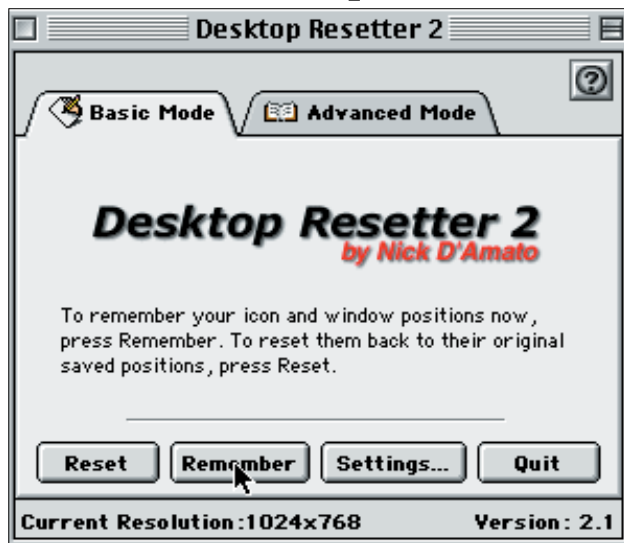 Desktop Resetter 2
?
Basic Mode
Advanced Mode
Desktop Resetter 2
by Nick D'Amato
To remember your icon and window positions now,
press Remember. To reset them back to their original
saved positions, press Reset.
Reset
Remember
Settings...
Quit
Current Resolution:1024x768
Version: 2.1